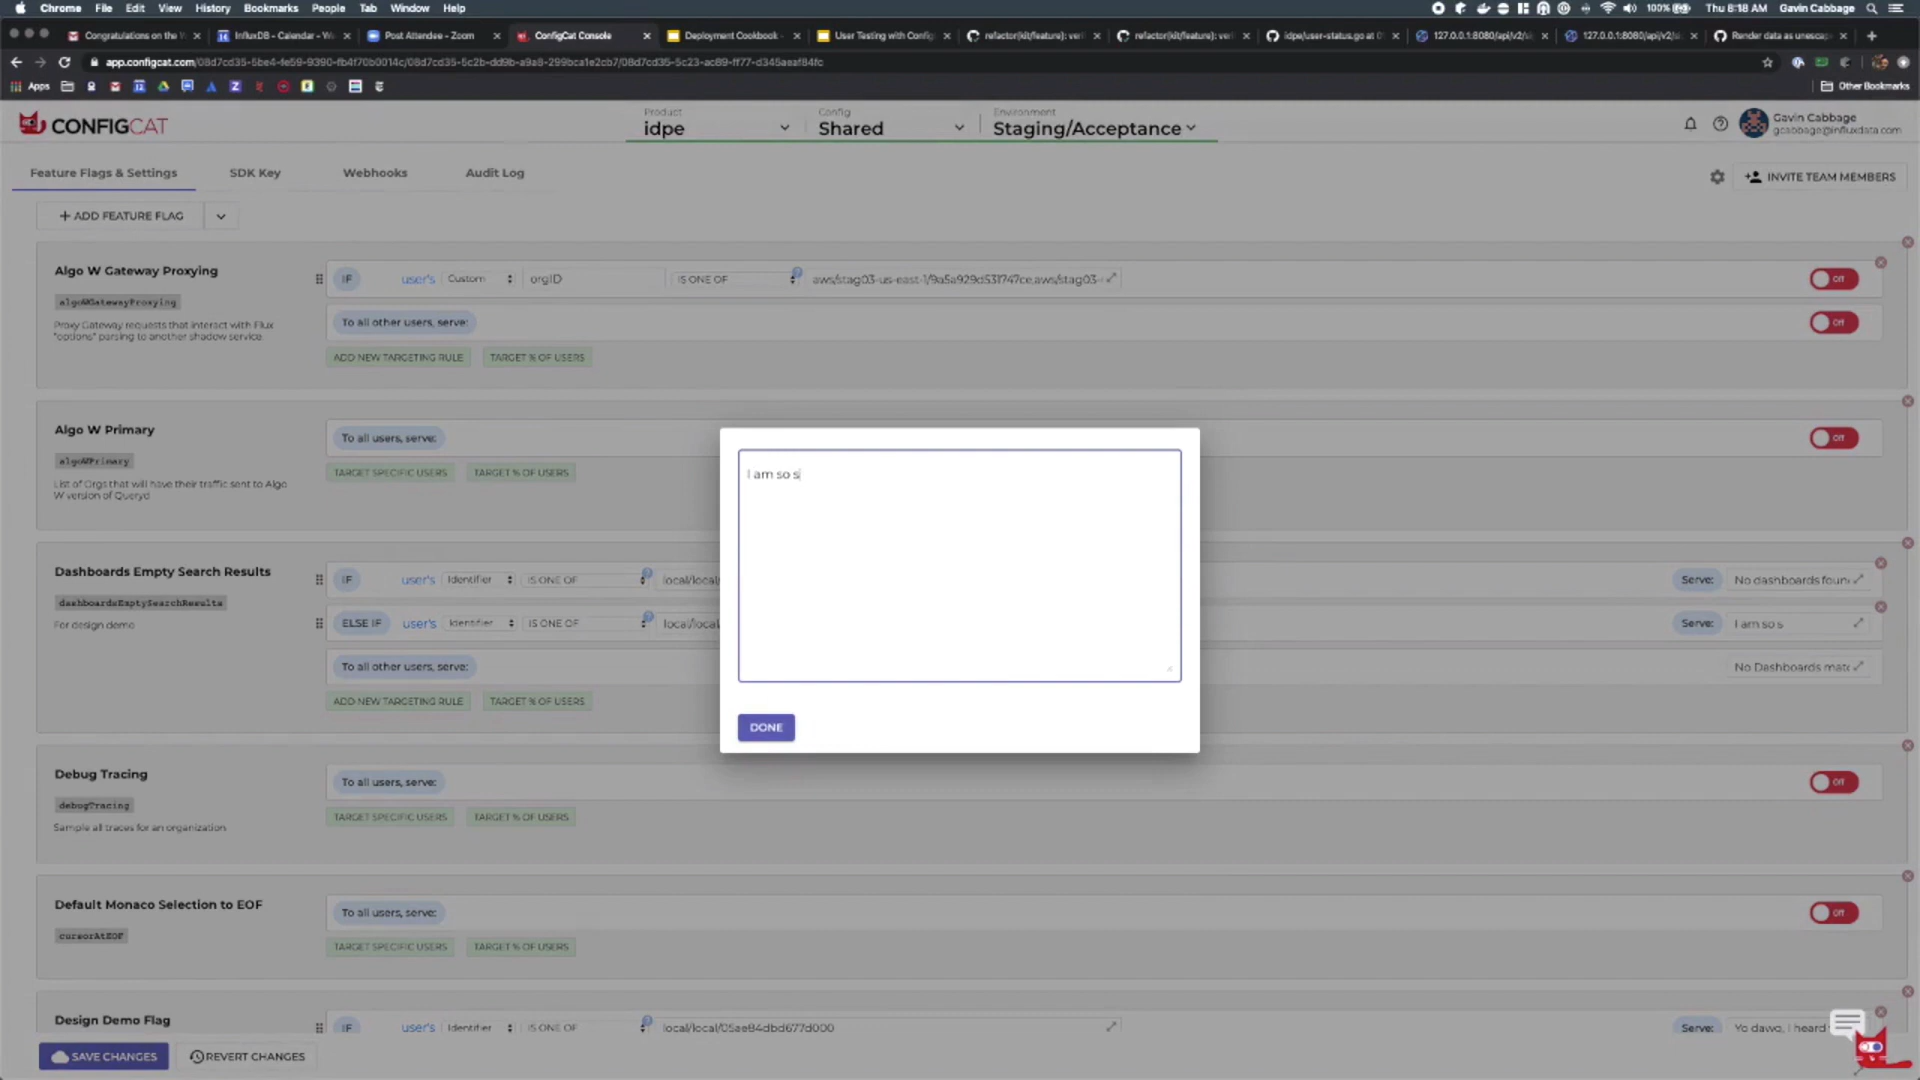 Chrome File Edit View History Bookmarks People Tab Window Help 100% Thu 8:18 AM Gavin Cabbage
Congratulations on the W InfluxDB - Calendar - W Post Attendee - Zoom ConfigCat Console Deployment Cookbook - User Testing with Config refactor(kit/feature): veri refactor(kit/feature): veri idpe/user-status.go at 127.0.0.1:8080/api/v2/ 127.0.0.1:8080/api/v2/ Render data as unescap
app.configcat.com/08d7cd35-5be4-fe59-9390-fb4f70b0014c/08d7cd35-5c2b-dd9b-a9a8-299bca1e2cb7/08d7cd35-5c23-ac89-ff77-d345aeaf84fc
Apps Other Bookmarks
CONFIGCAT
Product
idpe
Config
Shared
Environment
Staging/Acceptance
Gavin Cabbage
gcabbage@influxdata.com
Feature Flags & Settings SDK Key Webhooks Audit Log INVITE TEAM MEMBERS
+ ADD FEATURE FLAG
Algo W Gateway Proxying
algoWGatewayProxying
Proxy Gateway requests that interact with Flux
"options" parsing to another shadow service.
IF user's Custom orgID IS ONE OF aws/stag03-us-east-1/9a5a929d531747ce,aws/stag03- Off
To all other users, serve: Off
ADD NEW TARGETING RULE TARGET % OF USERS
Algo W Primary
algoWPrimary
List of Orgs that will have their traffic sent to Algo
W version of Queryd
To all users, serve: Off
TARGET SPECIFIC USERS TARGET % OF USERS
I am so s
DONE
Dashboards Empty Search Results
dashboardsEmptySearchResults
For design demo
IF user's Identifier IS ONE OF local/local Serve: No dashboards foun
ELSE IF user's Identifier IS ONE OF local/local Serve: I am so s
To all other users, serve: No Dashboards mat
ADD NEW TARGETING RULE TARGET % OF USERS
Debug Tracing
debugTracing
Sample all traces for an organization
To all users, serve: Off
TARGET SPECIFIC USERS TARGET % OF USERS
Default Monaco Selection to EOF
cursorAtEOF
To all users, serve: Off
TARGET SPECIFIC USERS TARGET % OF USERS
Design Demo Flag
IF user's Identifier IS ONE OF local/local/05ae84dbd677d000 Serve: Yo dawg, I heard
SAVE CHANGES REVERT CHANGES